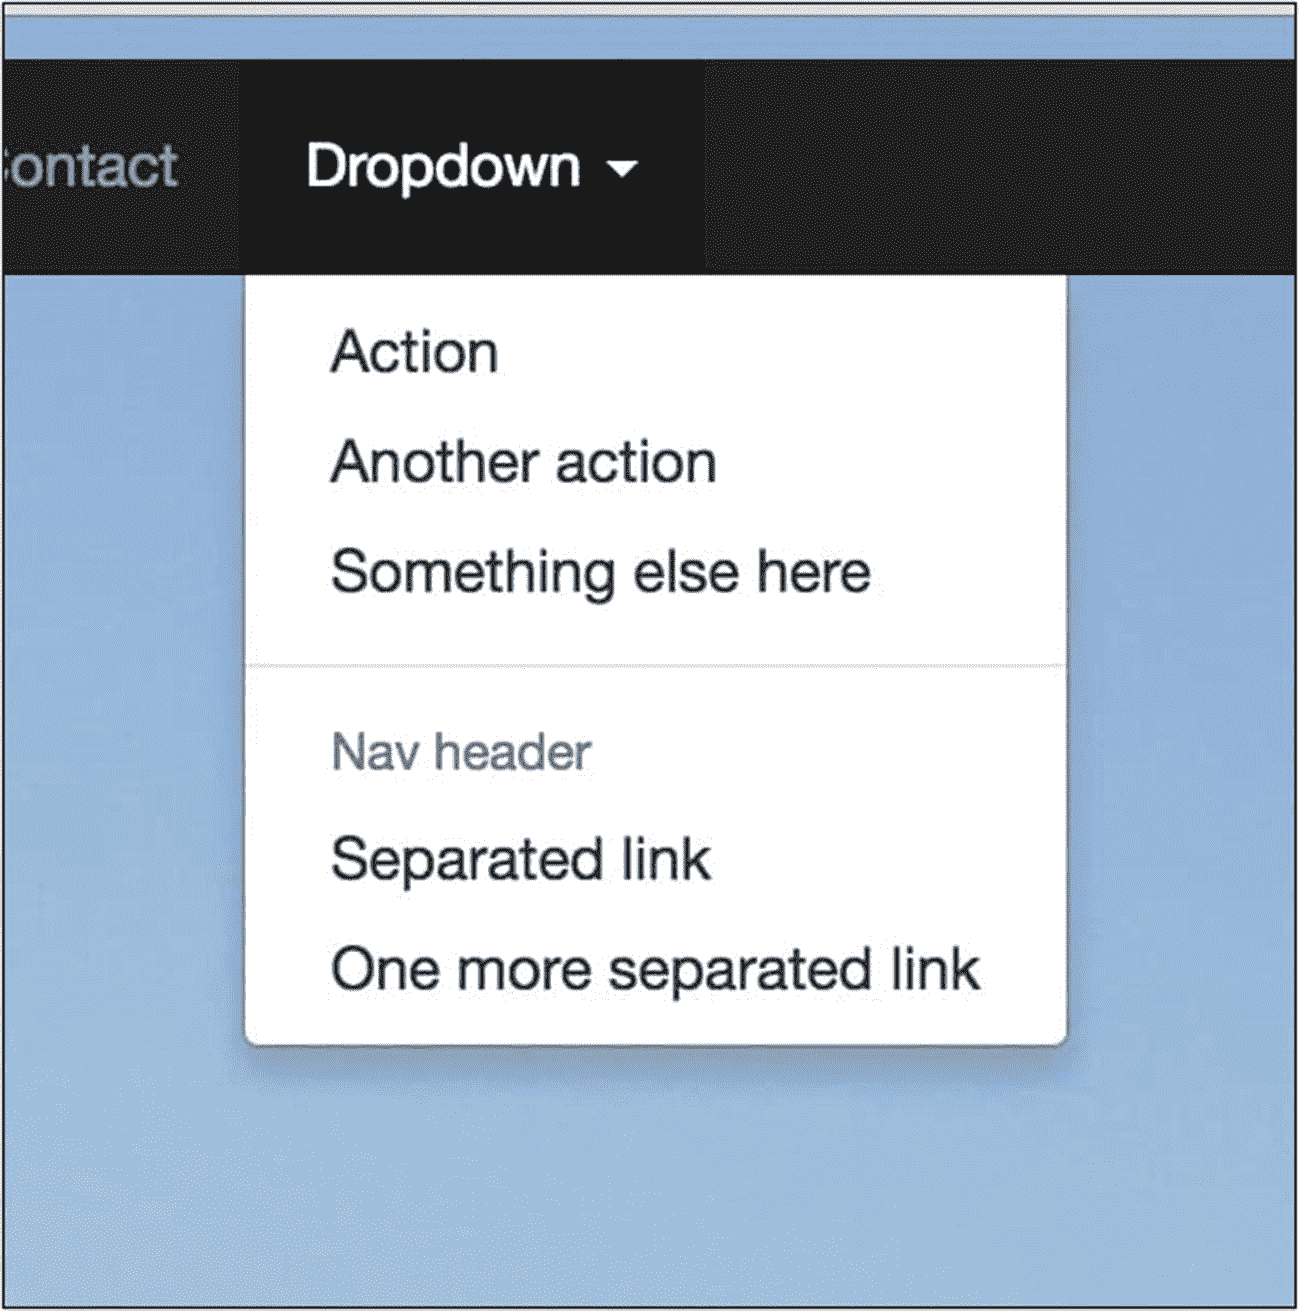 ontact Dropdown
Action
Another action
Something else here
Nav header
Separated link
One more separated link